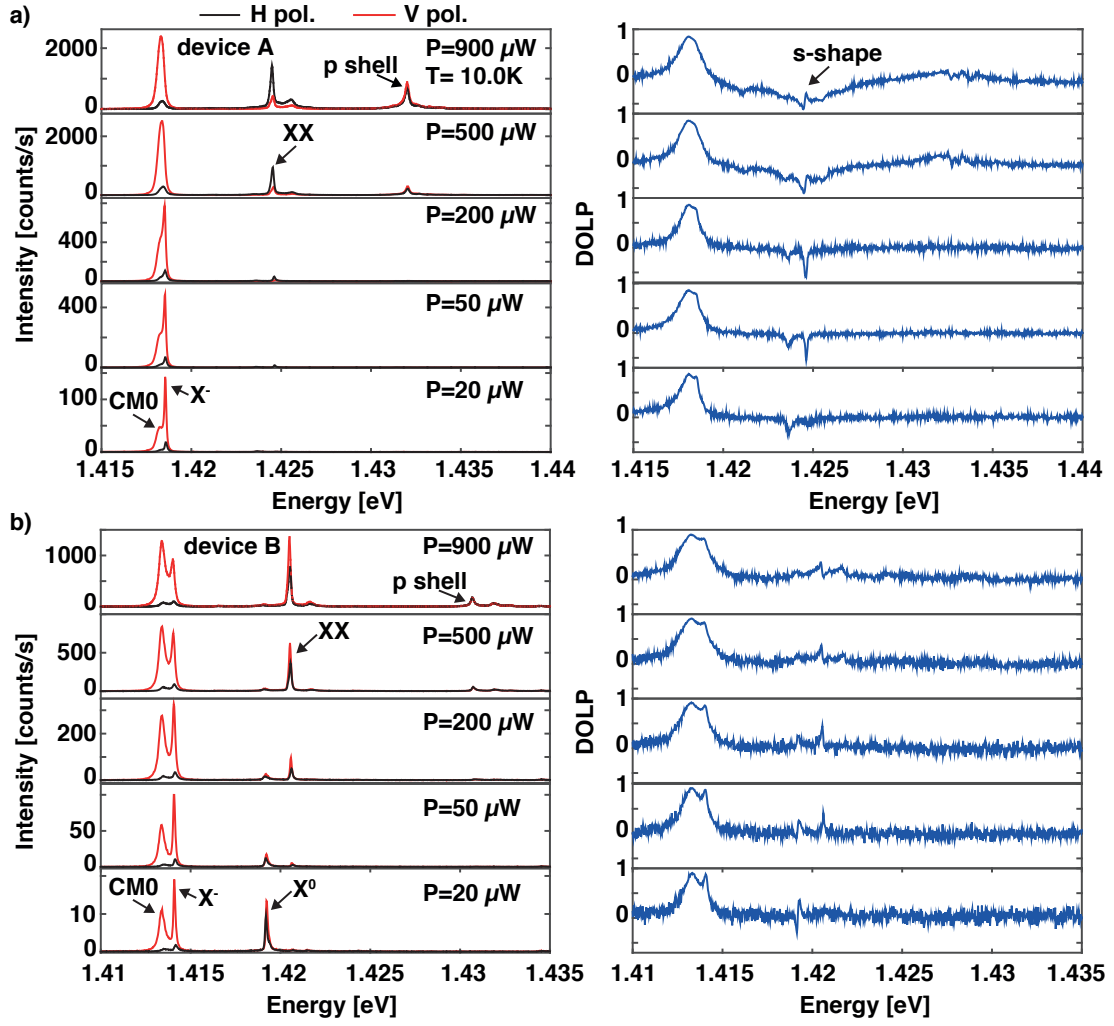 a)
H pol.
V pol.
device A
P=900 µW
T= 10.0K
p shell
2000
0
XX
P=500 µW
2000
0
P=200 µW
400
0
P=50 µW
400
0
CM0
X-
P=20 µW
100
0
Intensity [counts/s]
1.415 1.42 1.425 1.43 1.435 1.44
Energy [eV]
s-shape
1
0
1
0
1
0
1
0
1
0
DOLP
1.415 1.42 1.425 1.43 1.435 1.44
Energy [eV]
b)
device B
P=900 µW
p shell
1000
0
XX
P=500 µW
500
0
P=200 µW
200
0
P=50 µW
50
0
CM0
X-
X0
P=20 µW
10
0
Intensity [counts/s]
1.41 1.415 1.42 1.425 1.43 1.435
Energy [eV]
1
0
1
0
1
0
1
0
1
0
DOLP
1.41 1.415 1.42 1.425 1.43 1.435
Energy [eV]